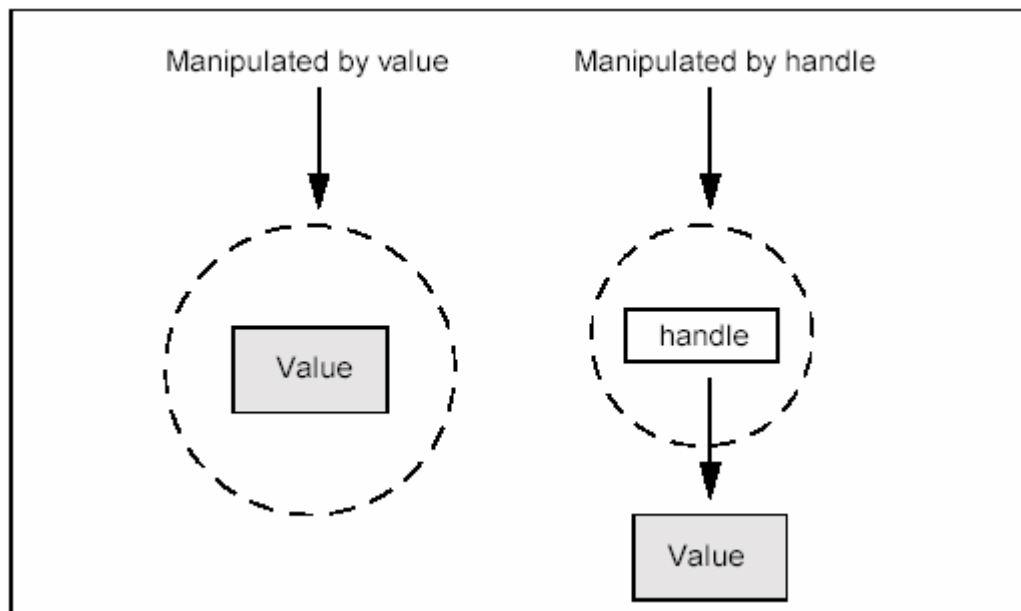 Manipulated by value
Manipulated by handle
Value
handle
Value